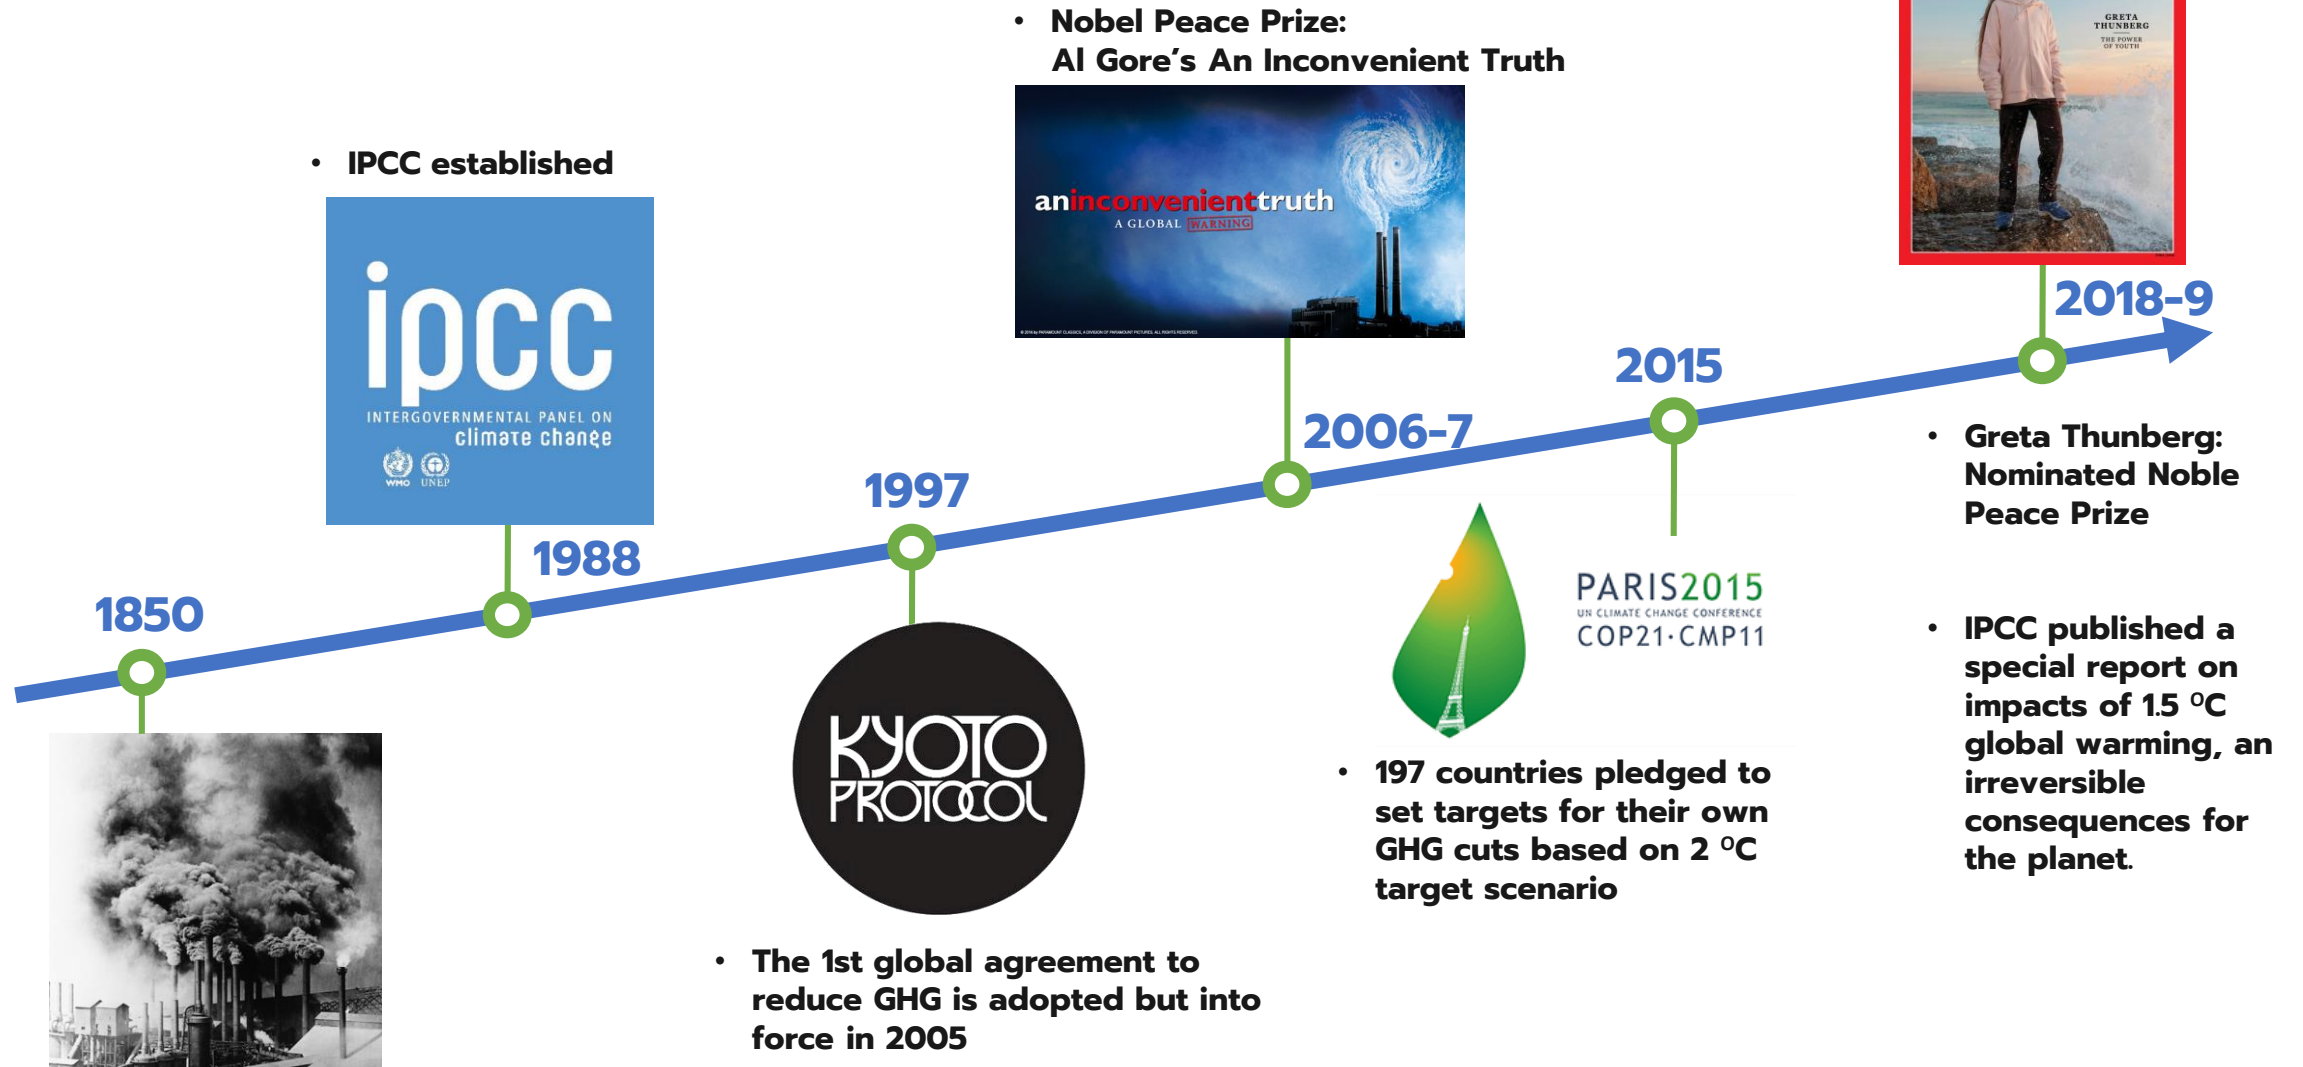 • Nobel Peace Prize:
Al Gore’s An Inconvenient Truth
GRETA
THUNBERG
THE POWER
OF YOUTH
• IPCC established
aninconvenienttruth
A GLOBAL WARNING
ipcc
INTERGOVERNMENTAL PANEL ON
climate change
WMO UNEP
2018-9
2015
2006-7
1997
1988
1850
• Greta Thunberg:
Nominated Noble
Peace Prize
PARIS2015
UN CLIMATE CHANGE CONFERENCE
COP21·CMP11
• IPCC published a
special report on
impacts of 1.5 ⁰C
global warming, an
irreversible
consequences for
the planet.
KYOTO
PROTOCOL
• 197 countries pledged to
set targets for their own
GHG cuts based on 2 ⁰C
target scenario
• The 1st global agreement to
reduce GHG is adopted but into
force in 2005